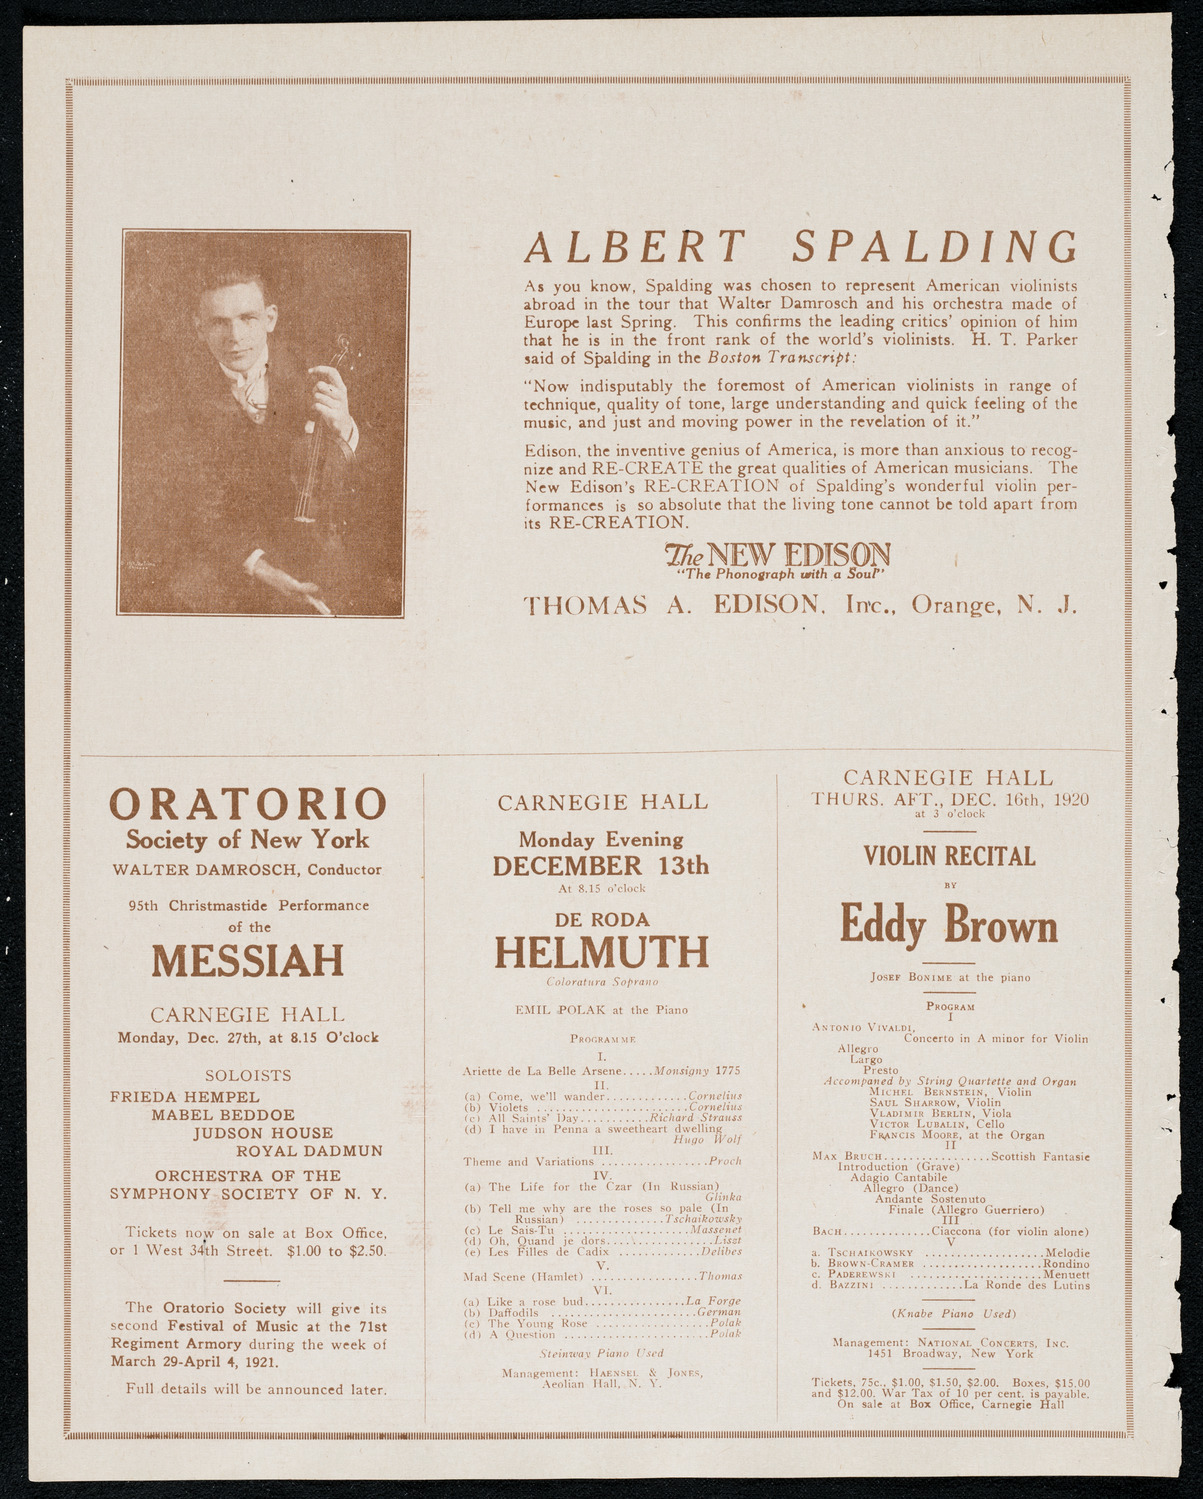 ALBERT SPALDING
As you know, Spalding was chosen to represent American violinists
abroad in the tour that Walter Damrosch and his orchestra made of
Europe last Spring. This confirms the leading critics' opinion of him
that he is in the front rank of the world's violinists. H. T. Parker
said of Spalding in the Boston Transcript:
"Now indisputably the foremost of American violinists in range of
technique, quality of tone, large understanding and quick feeling of the
music, and just and moving power in the revelation of it."
Edison, the inventive genius of America, is more than anxious to recog-
nize and RE-CREATE the great qualities of American musicians. The
New Edison's RE-CREATION of Spalding's wonderful violin per-
formances is so absolute that the living tone cannot be told apart from
its RE-CREATION.
The NEW EDISON
"The Phonograph with a Soul"
THOMAS A. EDISON, Inc., Orange, N. J.
ORATORIO
Society of New York
WALTER DAMROSCH, Conductor
95th Christmastide Performance
of the
MESSIAH
CARNEGIE HALL
Monday, Dec. 27th, at 8.15 O'clock
SOLOISTS
FRIEDA HEMPEL
MABEL BEDDOE
JUDSON HOUSE
ROYAL DADMUN
ORCHESTRA OF THE
SYMPHONY SOCIETY OF N. Y.
Tickets now on sale at Box Office,
or 1 West 34th Street. $1.00 to $2.50.
The Oratorio Society will give its
second Festival of Music at the 71st
Regiment Armory during the week of
March 29-April 4, 1921.
Full details will be announced later.
CARNEGIE HALL
Monday Evening
DECEMBER 13th
At 8.15 o'clock
DE RODA
HELMUTH
Coloratura Soprano
EMIL POLAK at the Piano
PROGRAMME
I.
Ariette de La Belle Arsene.....Monsigny 1775
II.
(a) Come, we'll wander.............Cornelius
(b) Violets ........................Cornelius
(c) All Saints' Day...........Richard Strauss
(d) I have in Penna a sweetheart dwelling
Hugo Wolf
III.
Theme and Variations .................Proch
IV.
(a) The Life for the Czar (In Russian)
Glinka
(b) Tell me why are the roses so pale (In
Russian) ..............Tschaikowsky
(c) Le Sais-Tu ....................Massenet
(d) Oh, Quand je dors.................Liszt
(e) Les Filles de Cadix .............Delibes
V.
Mad Scene (Hamlet) .................Thomas
VI.
(a) Like a rose bud................La Forge
(b) Daffodils .......................German
(c) The Young Rose ..................Polak
(d) A Question .......................Polak
Steinway Piano Used
Management: HAENSEL & JONES,
Aeolian Hall, N. Y.
CARNEGIE HALL
THURS. AFT., DEC. 16th, 1920
at 3 o'clock
VIOLIN RECITAL
BY
Eddy Brown
JOSEF BONIME at the piano
PROGRAM
I
ANTONIO VIVALDI,
Concerto in A minor for Violin
Allegro
Largo
Presto
Accompaned by String Quartette and Organ
MICHEL BERNSTEIN, Violin
SAUL SHARROW, Violin
VLADIMIR BERLIN, Viola
VICTOR LUBALIN, Cello
FRANCIS MOORE, at the Organ
II
MAX BRUCH.................Scottish Fantasie
Introduction (Grave)
Adagio Cantabile
Allegro (Dance)
Andante Sostenuto
Finale (Allegro Guerriero)
III
BACH..............Ciaccona (for violin alone)
V
a. TSCHAIKOWSKY ...................Melodie
b. BROWN-CRAMER ...................Rondino
c. PADEREWSKI .....................Menuett
d. BAZZINI .............La Ronde des Lutins
(Knabe Piano Used)
Management: NATIONAL CONCERTS, INC.
1451 Broadway, New York
Tickets, 75c., $1.00, $1.50, $2.00. Boxes, $15.00
and $12.00. War Tax of 10 per cent. is payable.
On sale at Box Office, Carnegie Hall